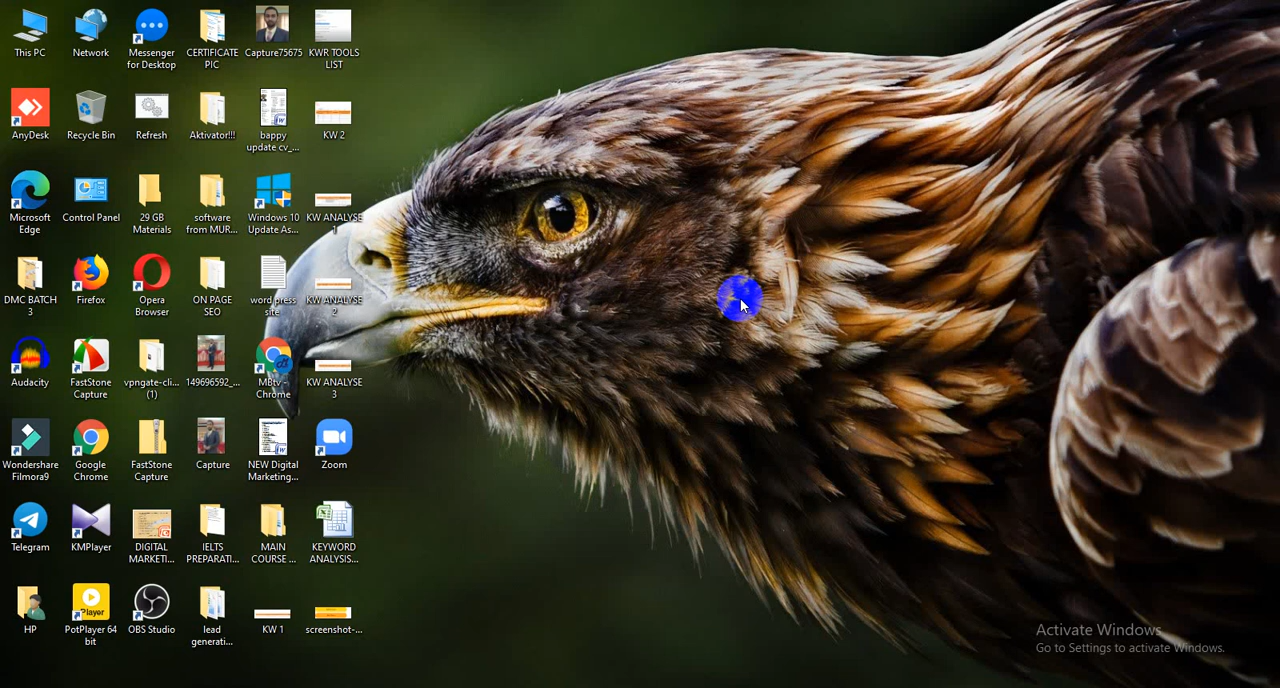 This PC
Network
Messenger
for Desktop
CERTIFICATE
PIC
Capture75675
KWR TOOLS
LIST
AnyDesk
Recycle Bin
Refresh
Aktivator!!!
bappy
update cv_...
KW 2
Microsoft
Edge
Control Panel
29 GB
Materials
software
from MUR...
Windows 10
Update As...
KW ANALYSE
1
DMC BATCH
3
Firefox
Opera
Browser
ON PAGE
SEO
word press
site
KW ANALYSE
2
Audacity
FastStone
Capture
vpngate-cli...
(1)
149696592_...
MBtv -
Chrome
KW ANALYSE
3
Wondershare
Filmora9
Google
Chrome
FastStone
Capture
Capture
NEW Digital
Marketing...
Zoom
Telegram
KMPlayer
DIGITAL
MARKETI...
IELTS
PREPARATI...
MAIN
COURSE ...
KEYWORD
ANALYSIS...
HP
Player
PotPlayer 64
bit
OBS Studio
lead
generati...
KW 1
screenshot-...
Activate Windows
Go to Settings to activate Windows.